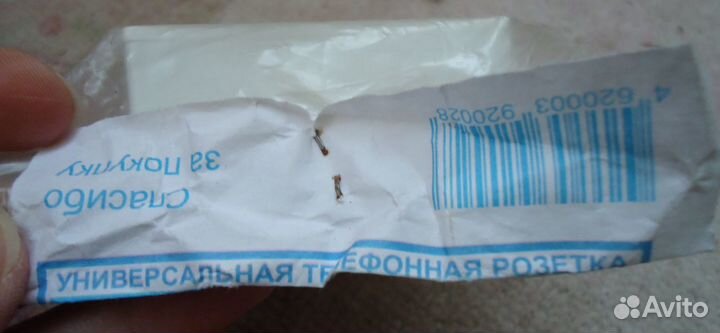 Спасибо
за покупку
4 620003 920028
УНИВЕРСАЛЬНАЯ ТЕЛЕФОННАЯ РОЗЕТКА
Avito